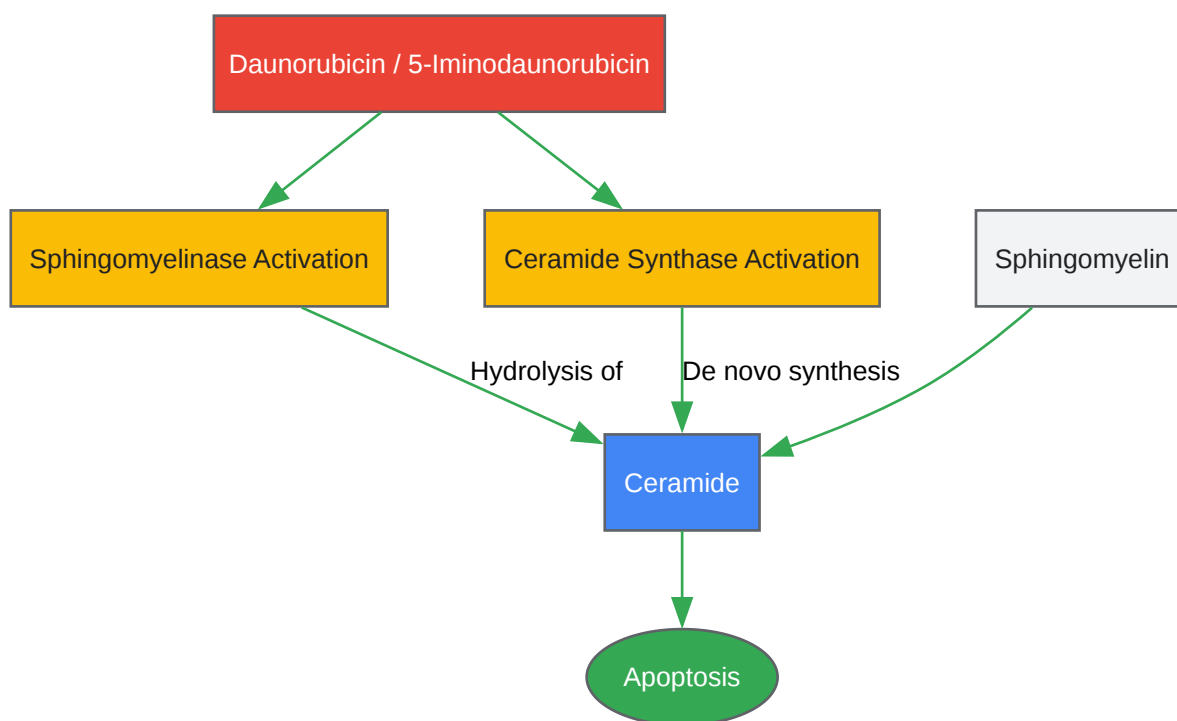 Daunorubicin / 5-Iminodaunorubicin
Sphingomyelinase Activation
Ceramide Synthase Activation
Sphingomyelin
Hydrolysis of
De novo synthesis
Ceramide
Apoptosis